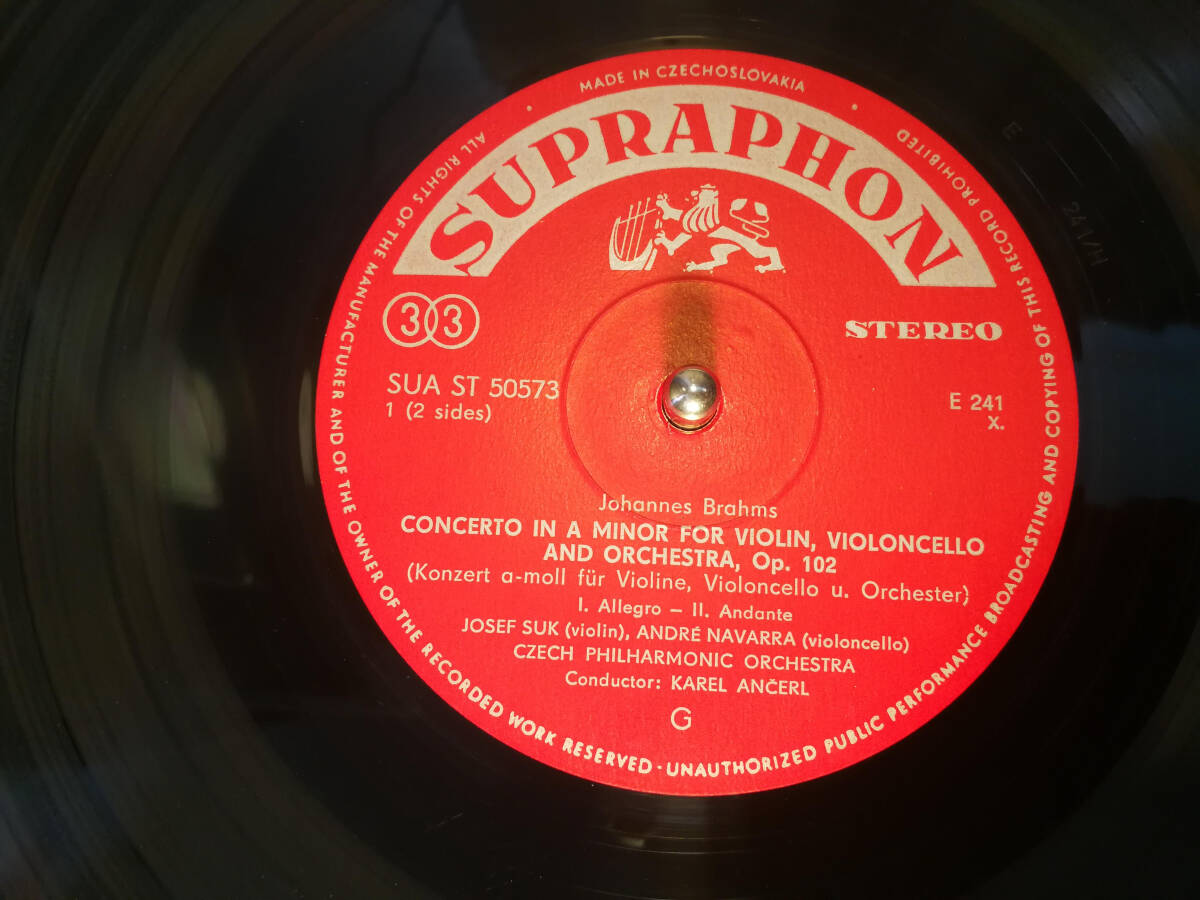 MADE IN CZECHOSLOVAKIA
SUPRAPHON
33
STEREO
SUA ST 50573
1 (2 sides)
E 241
x.
Johannes Brahms
CONCERTO IN A MINOR FOR VIOLIN, VIOLONCELLO
AND ORCHESTRA, Op. 102
(Konzert a-moll für Violine, Violoncello u. Orchester)
I. Allegro – II. Andante
JOSEF SUK (violin), ANDRÉ NAVARRA (violoncello)
CZECH PHILHARMONIC ORCHESTRA
Conductor: KAREL ANČERL
G
ALL RIGHTS OF THE MANUFACTURER AND OF THE OWNER OF THE RECORDED WORK RESERVED · UNAUTHORIZED PUBLIC PERFORMANCE BROADCASTING AND COPYING OF THIS RECORD PROHIBITED
E 241/H